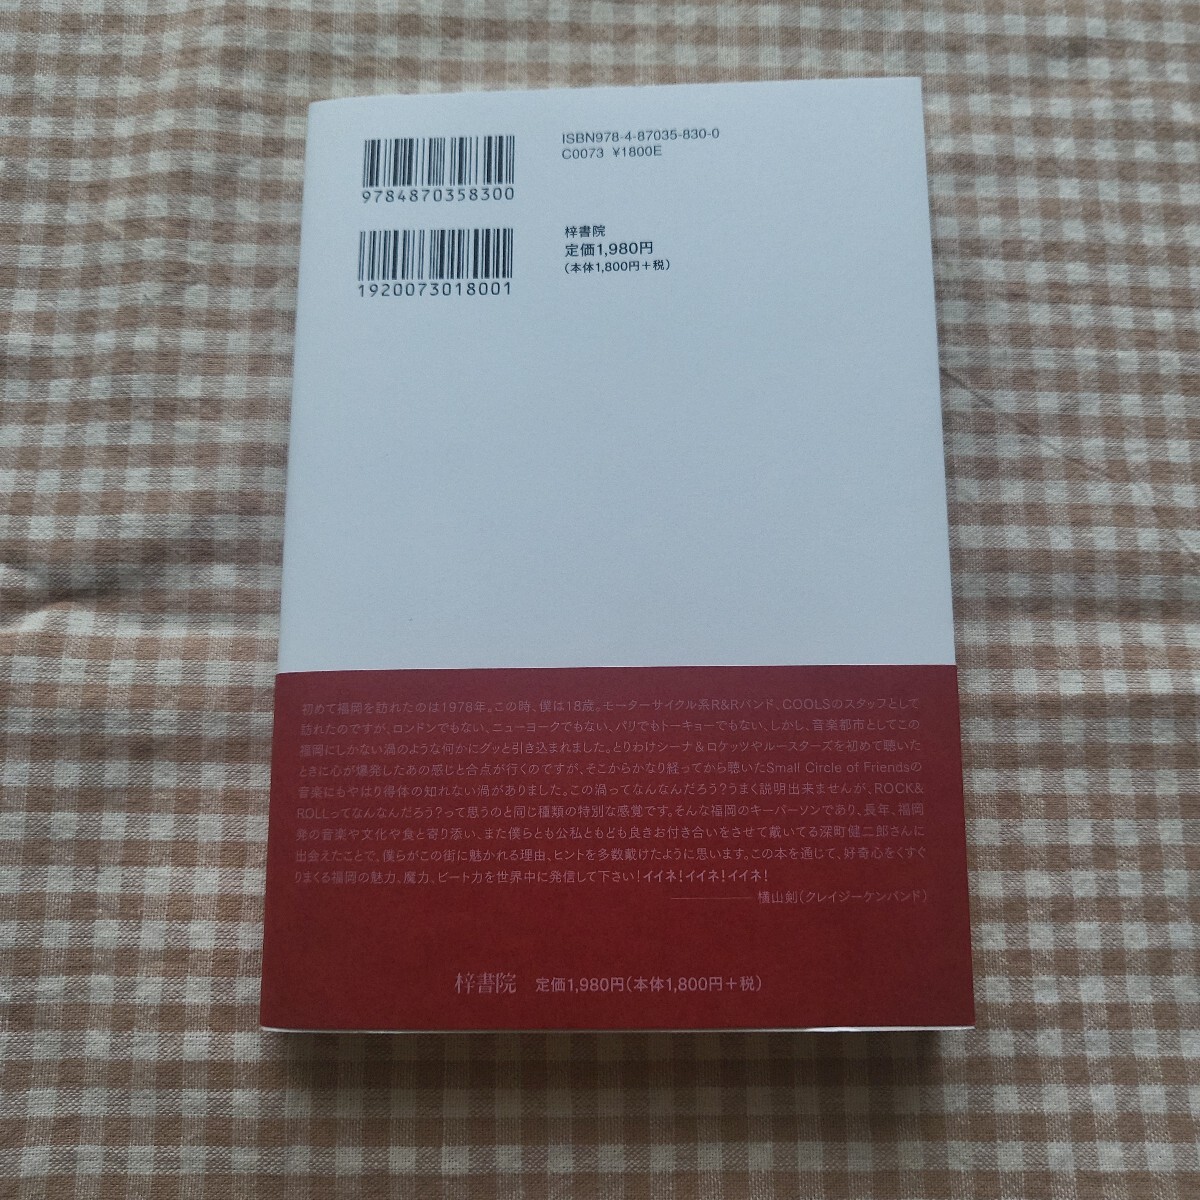 ISBN978-4-87035-830-0
C0073 ¥1800E
9784870358300
梓書院
定価1,980円
（本体1,800円＋税）
1920073018001
初めて福岡を訪れたのは1978年。この時、僕は18歳。モーターサイクル系R&Rバンド、COOLSのスタッフとして
訪れたのですが、ロンドンでもない、ニューヨークでもない、パリでもトーキョーでもない、しかし、音楽都市としてこの
福岡にしかない渦のような何かにグッと引き込まれました。とりわけシーナ＆ロケッツやルースターズを初めて聴いた
ときに心が爆発したあの感じと合点が行くのですが、そこからかなり経ってから聴いたSmall Circle of Friendsの
音楽にもやはり得体の知れない渦がありました。この渦ってなんなんだろう？うまく説明出来ませんが、ROCK&
ROLLってなんなんだろう？って思うのと同じ種類の特別な感覚です。そんな福岡のキーパーソンであり、長年、福岡
発の音楽や文化や食と寄り添い、また僕らとも公私ともども良きお付き合いをさせて戴いてる深町健二郎さんに
出会えたことで、僕らがこの街に魅かれる理由、ヒントを多数戴けたように思います。この本を通じて、好奇心をくすぐ
りまくる福岡の魅力、魔力、ビート力を世界中に発信して下さい！イイネ！イイネ！イイネ！
横山剣（クレイジーケンバンド）
梓書院 定価1,980円（本体1,800円＋税）